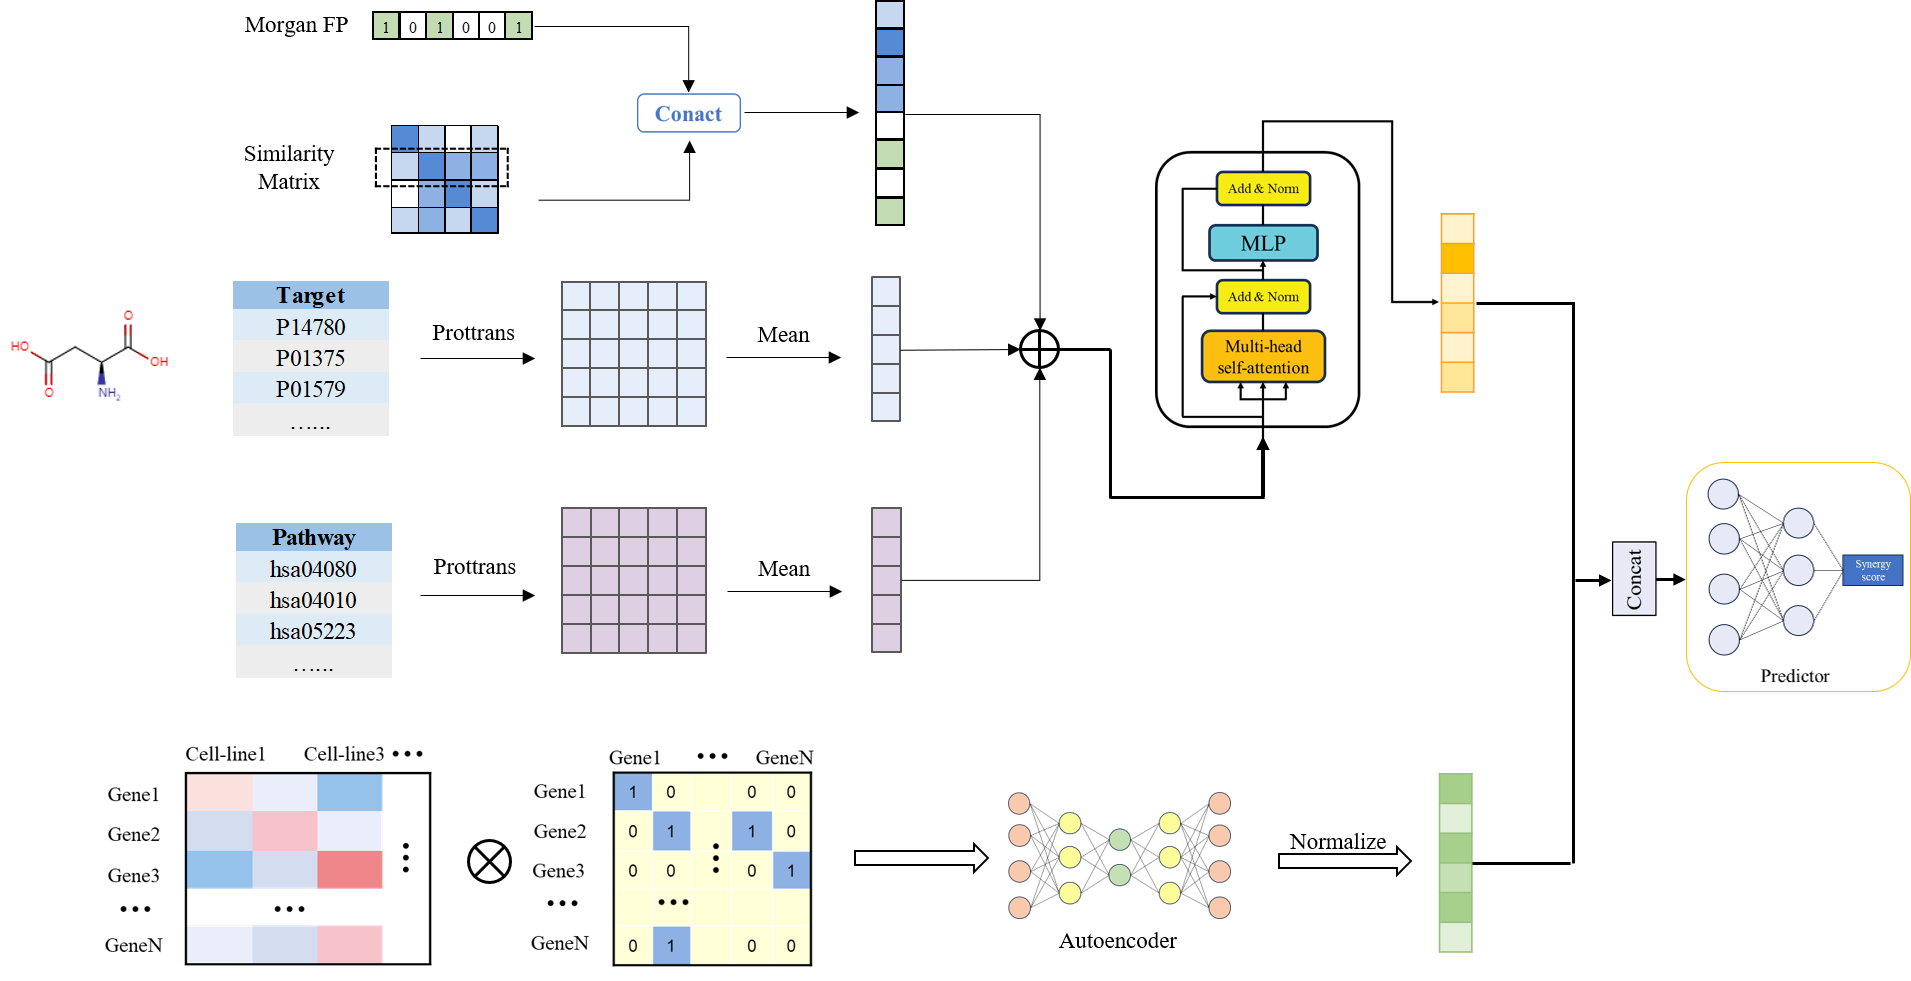 Morgan FP
1 0 1 0 0 1
Conact
Similarity
Matrix
Add & Norm
MLP
Add & Norm
Multi-head
self-attention
Target
P14780
P01375
P01579
…...
Prottrans
Mean
HO
O
O
OH
NH2
Pathway
hsa04080
hsa04010
hsa05223
…...
Prottrans
Mean
Concat
Synergy
score
Predictor
Cell-line1 Cell-line3 •••
Gene1
Gene2
Gene3
•••
GeneN
•••
Gene1 ••• GeneN
Gene1 1 0 0 0
Gene2 0 1 1 0
Gene3 0 0 0 1
••• •••
GeneN 0 1 0 0
Autoencoder
Normalize